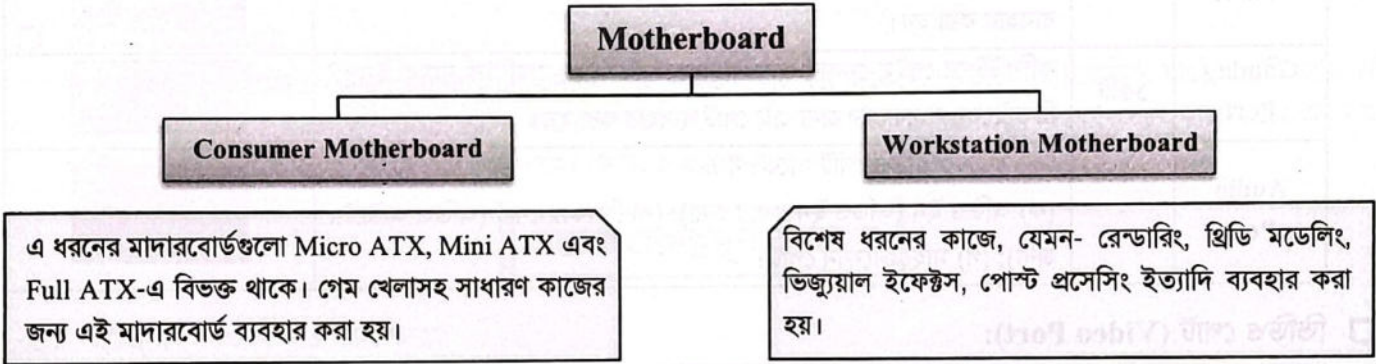 Motherboard
Consumer Motherboard
Workstation Motherboard
এ ধরনের মাদারবোর্ডগুলো Micro ATX, Mini ATX এবং
Full ATX-এ বিভক্ত থাকে। গেম খেলাসহ সাধারণ কাজের
জন্য এই মাদারবোর্ড ব্যবহার করা হয়।
বিশেষ ধরনের কাজে, যেমন- রেন্ডারিং, থ্রিডি মডেলিং,
ভিজ্যুয়াল ইফেক্টস, পোস্ট প্রসেসিং ইত্যাদি ব্যবহার করা
হয়।